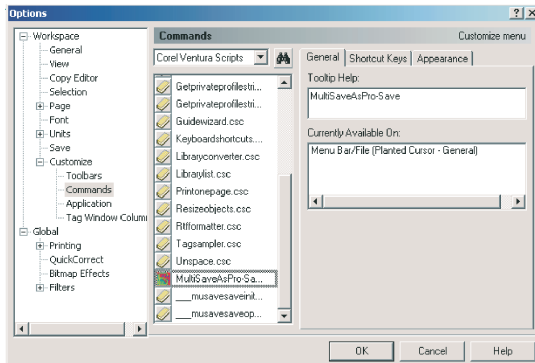 Options
Workspace
General
View
Copy Editor
Selection
Page
Font
Units
Save
Customize
Toolbars
Commands
Application
Tag Window Colum
Global
Printing
QuickCorrect
Bitmap Effects
Filters
Commands
Customize menu
Corel Ventura Scripts
Getprivateprofilestri...
Getprivateprofilestri...
Guidewizard.csc
Keyboardshortcuts....
Libraryconverter.csc
Librarylist.csc
Printonepage.csc
Resizeobjects.csc
Rtfformatter.csc
Tagsampler.csc
Unspace.csc
MultiSaveAsPro-Sa...
___musavesaveinit...
___musavesaveop...
General
Shortcut Keys
Appearance
Tooltip Help:
MultiSaveAsPro-Save
Currently Available On:
Menu Bar/File (Planted Cursor - General)
OK
Cancel
Help